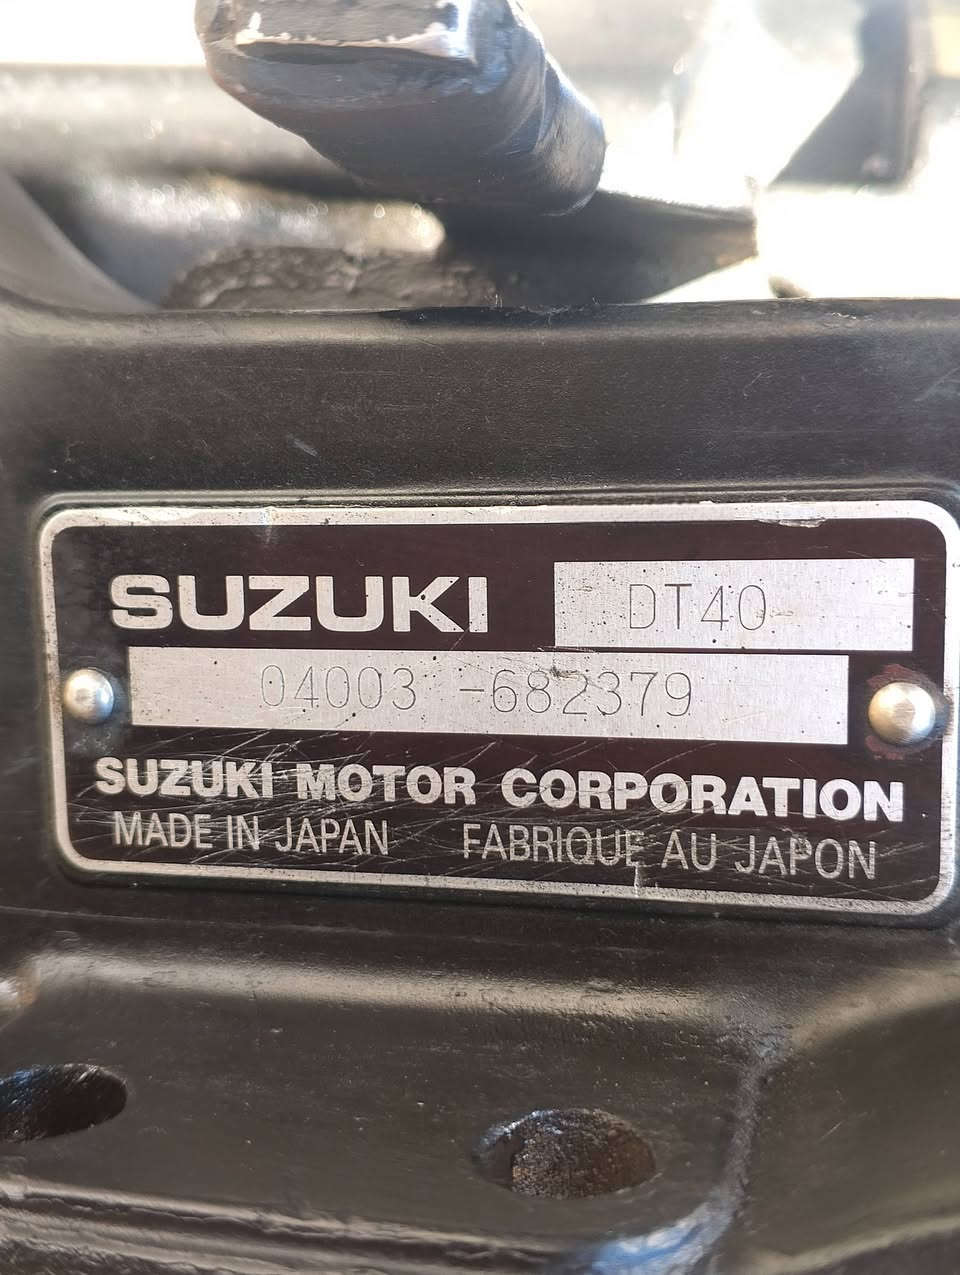 SUZUKI DT40
04003 -682379
SUZUKI MOTOR CORPORATION
MADE IN JAPAN FABRIQUE AU JAPON